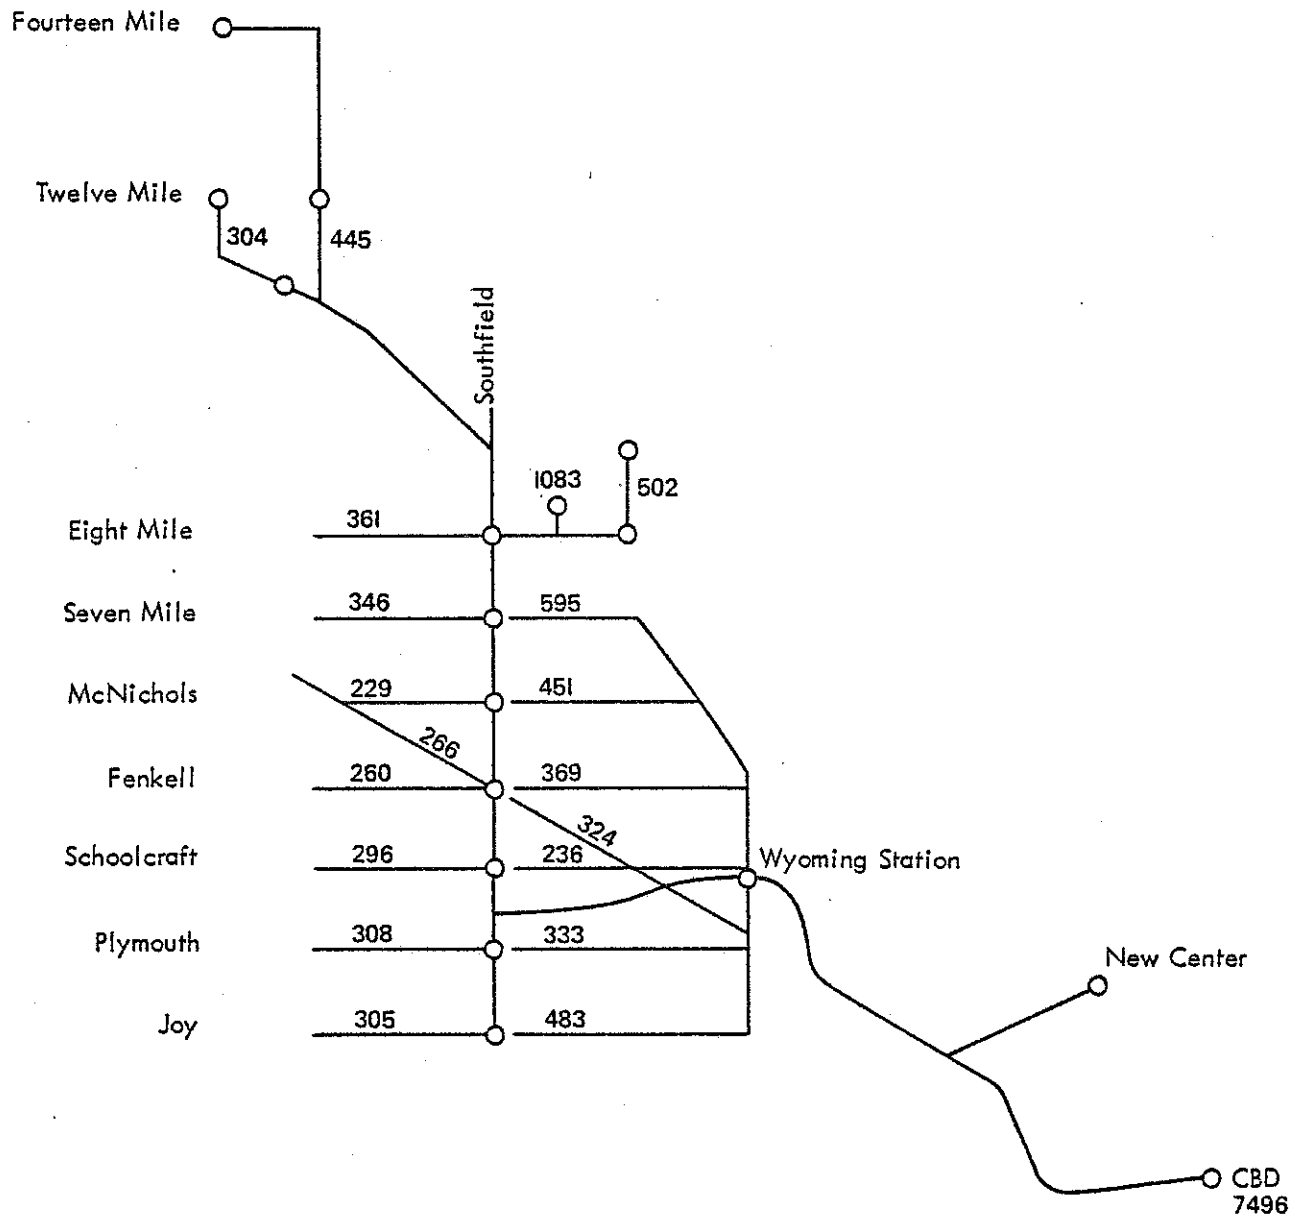 Fourteen Mile
Twelve Mile
304
445
Southfield
1083
502
Eight Mile
361
Seven Mile
346
595
McNichols
229
451
266
Fenkell
260
369
324
Schoolcraft
296
236
Wyoming Station
Plymouth
308
333
New Center
Joy
305
483
CBD
7496